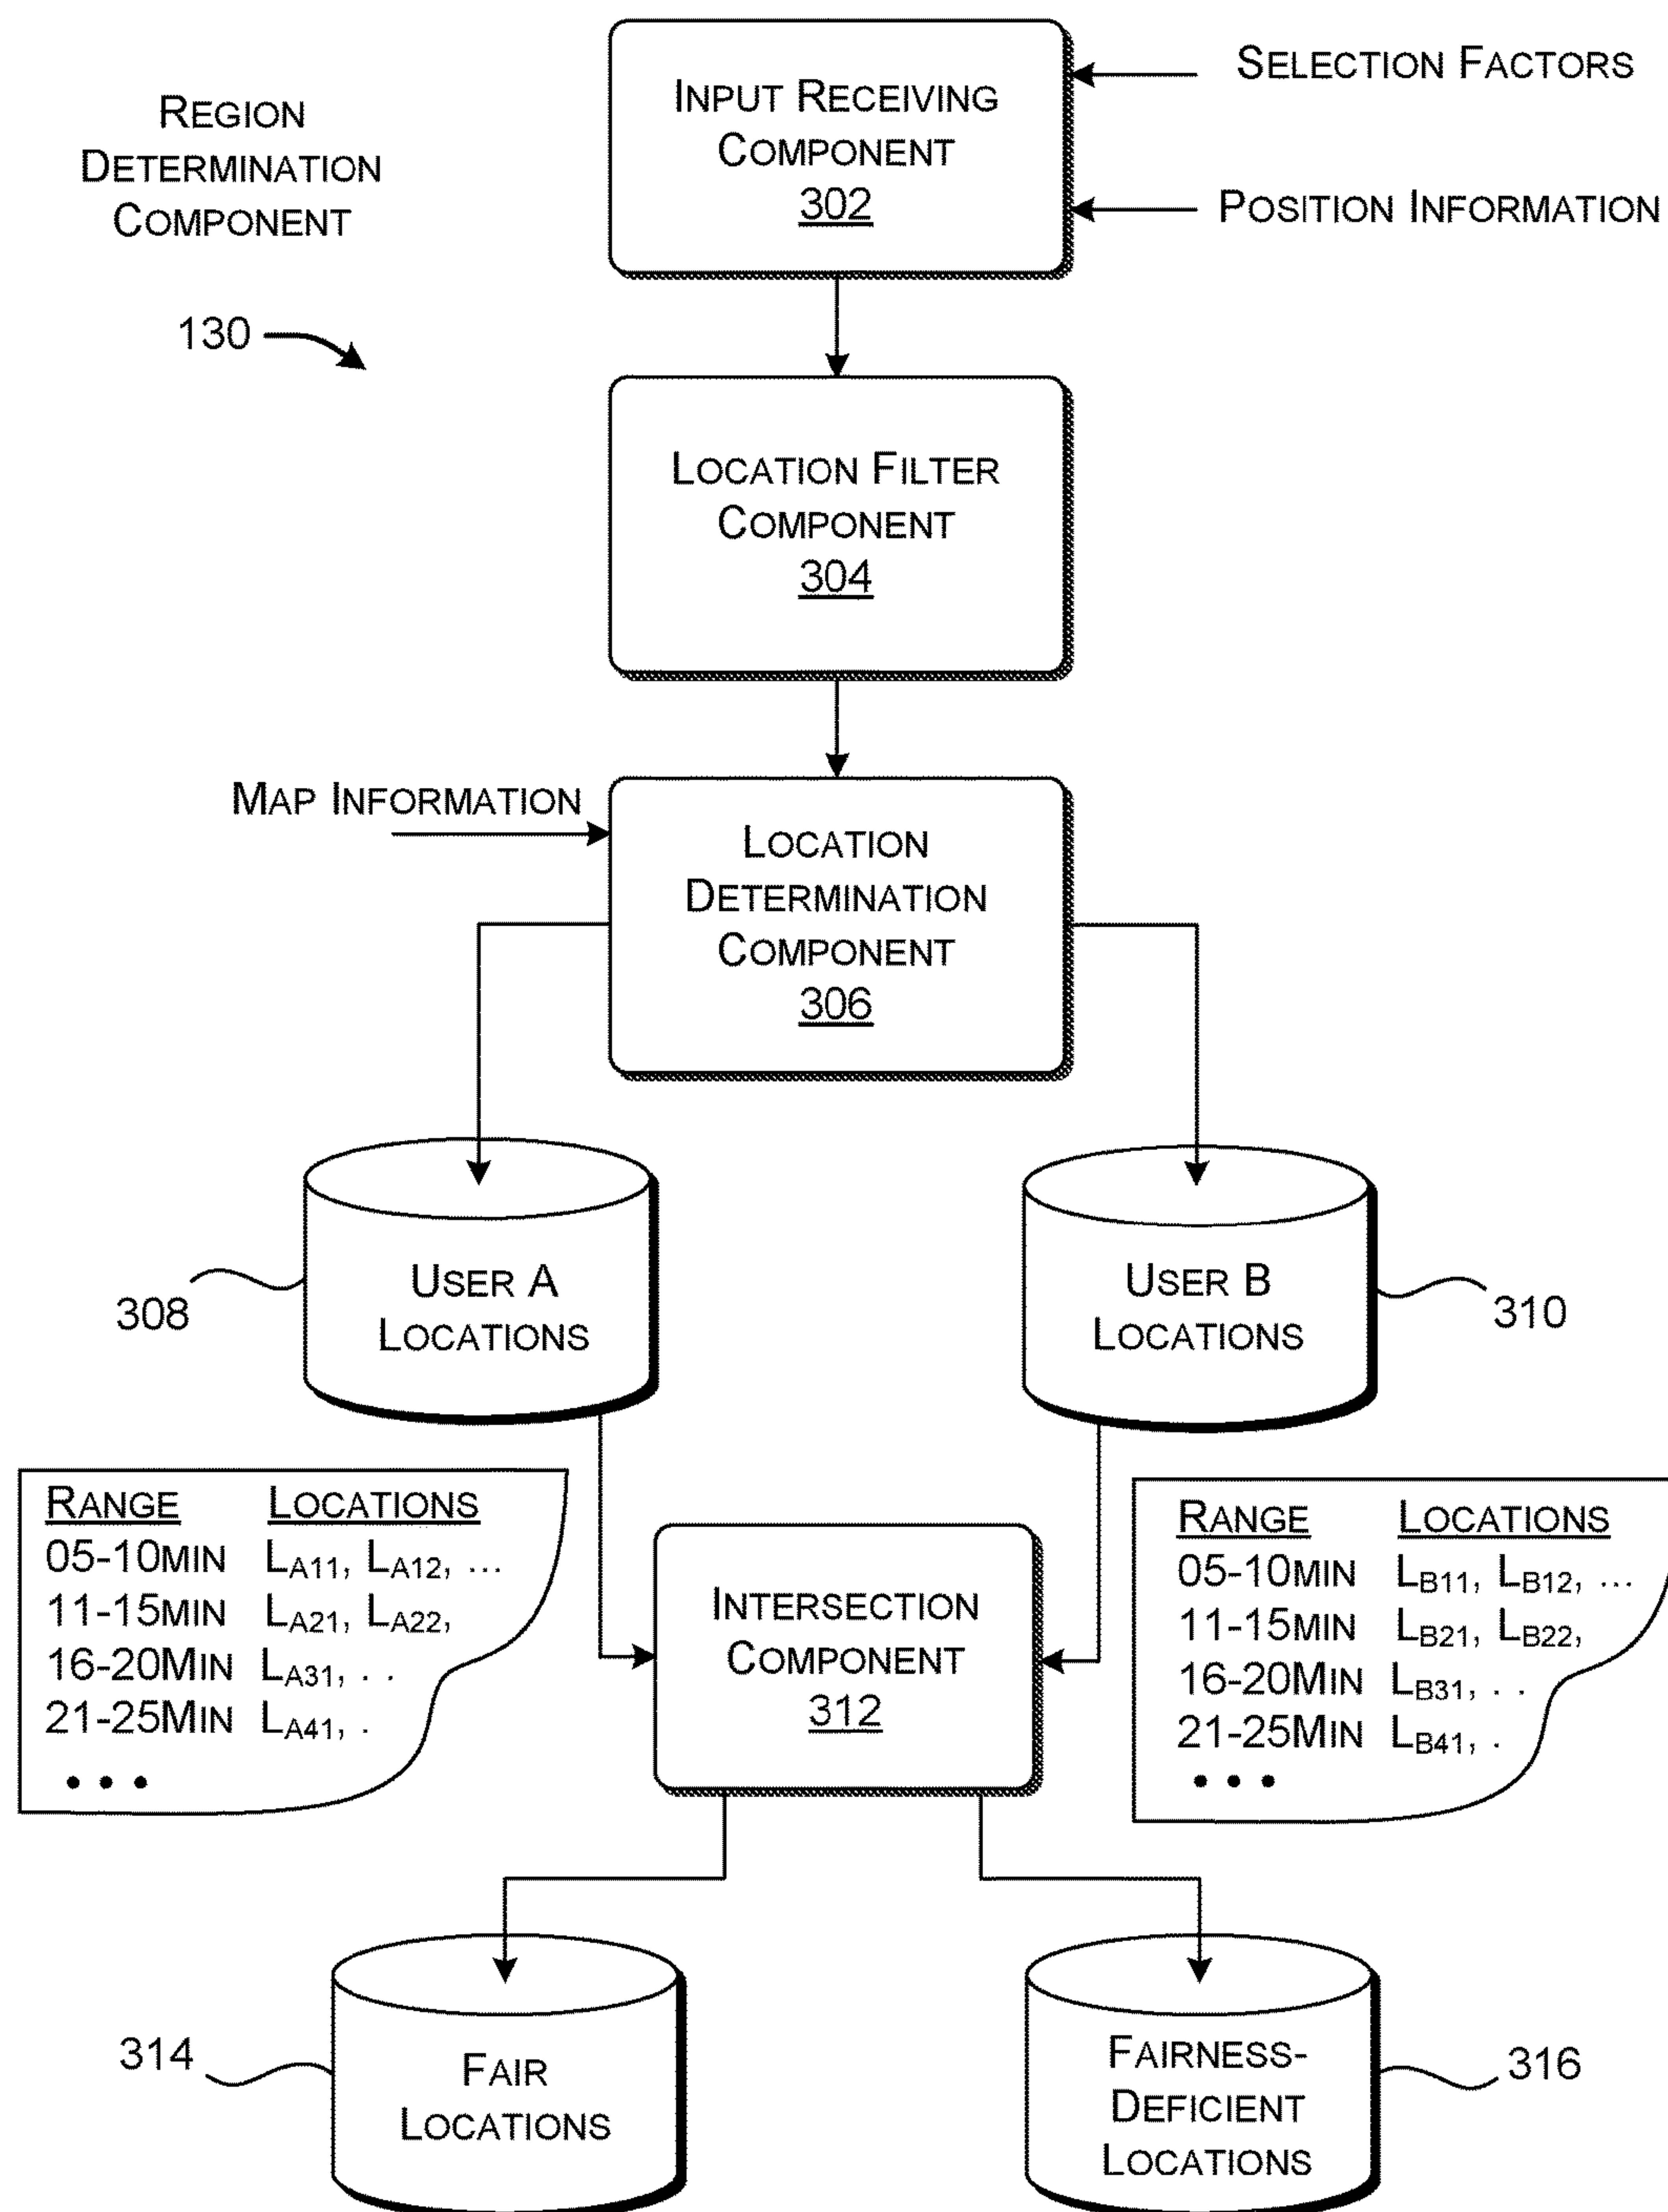 REGION
DETERMINATION
COMPONENT
130
INPUT RECEIVING
COMPONENT
302
SELECTION FACTORS
POSITION INFORMATION
LOCATION FILTER
COMPONENT
304
MAP INFORMATION
LOCATION
DETERMINATION
COMPONENT
306
USER A
LOCATIONS
308
USER B
LOCATIONS
310
RANGE LOCATIONS
05-10MIN LA11, LA12, ...
11-15MIN LA21, LA22,
16-20MIN LA31, . .
21-25MIN LA41, .
• • •
INTERSECTION
COMPONENT
312
RANGE LOCATIONS
05-10MIN LB11, LB12, ...
11-15MIN LB21, LB22,
16-20MIN LB31, . .
21-25MIN LB41, .
• • •
314
FAIR
LOCATIONS
FAIRNESS-
DEFICIENT
LOCATIONS
316